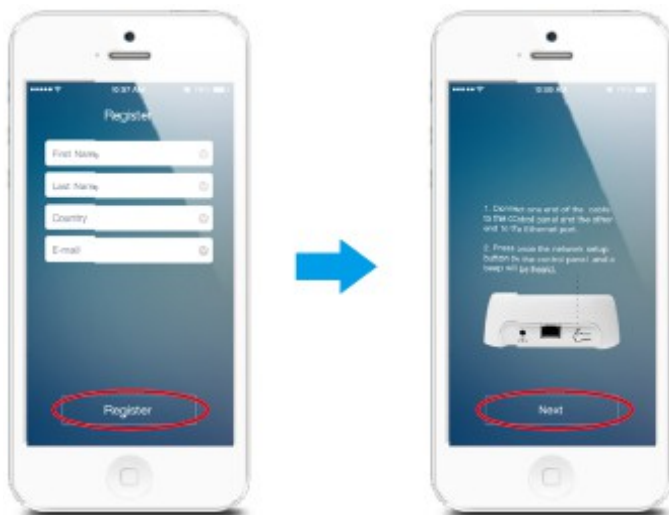 Register
First Name
Last Name
Country
E-mail
Register
1. Connect one end of the cable
to the control panel and the other
end to the Ethernet port.
2. Press once the network setup
button on the control panel and a
beep will be heard.
Next